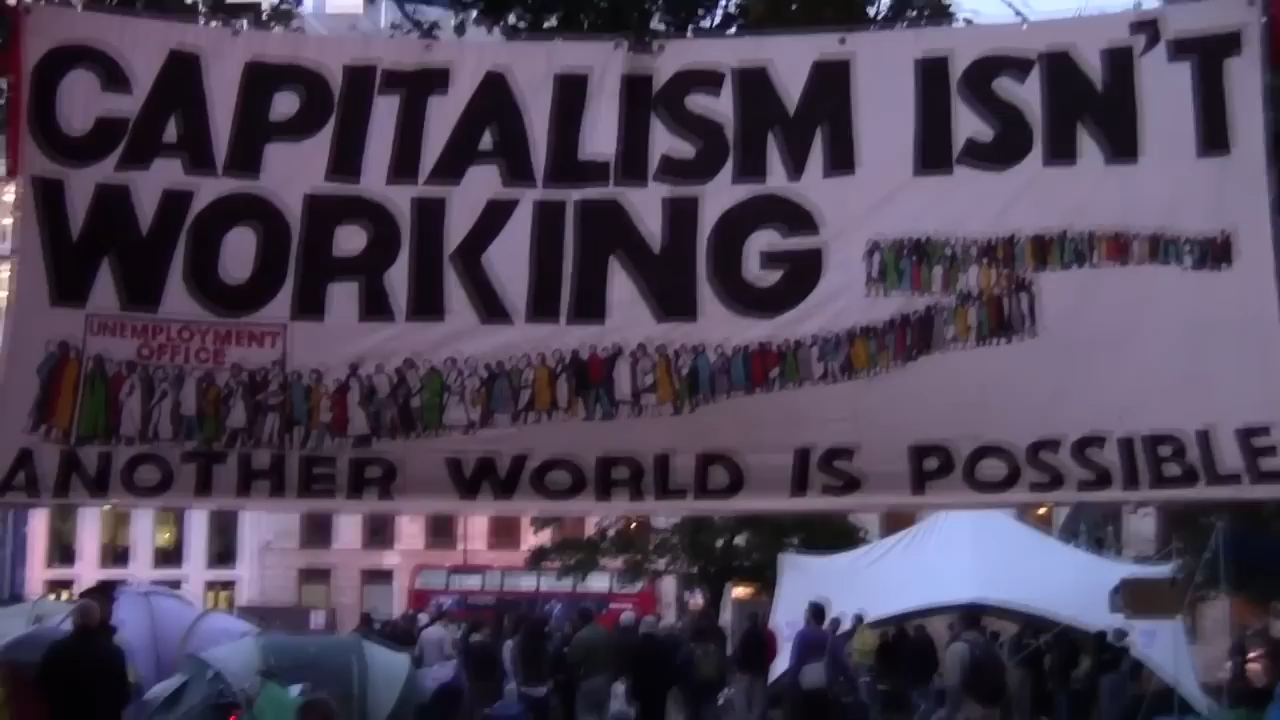 CAPITALISM ISN'T
WORKING
UNEMPLOYMENT
OFFICE
ANOTHER WORLD IS POSSIBLE